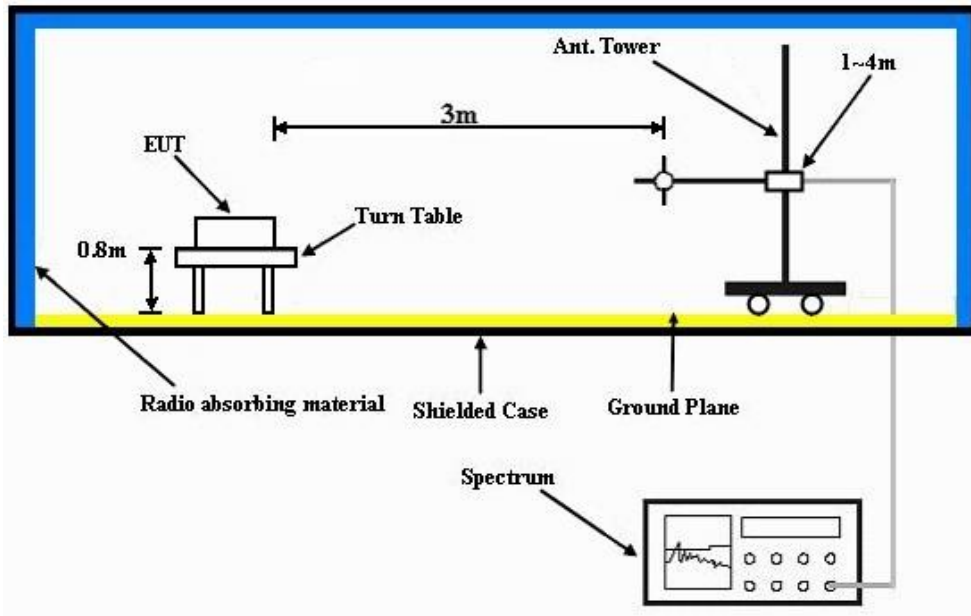 Ant. Tower
1~4m
3m
EUT
Turn Table
0.8m
Radio absorbing material
Shielded Case
Ground Plane
Spectrum